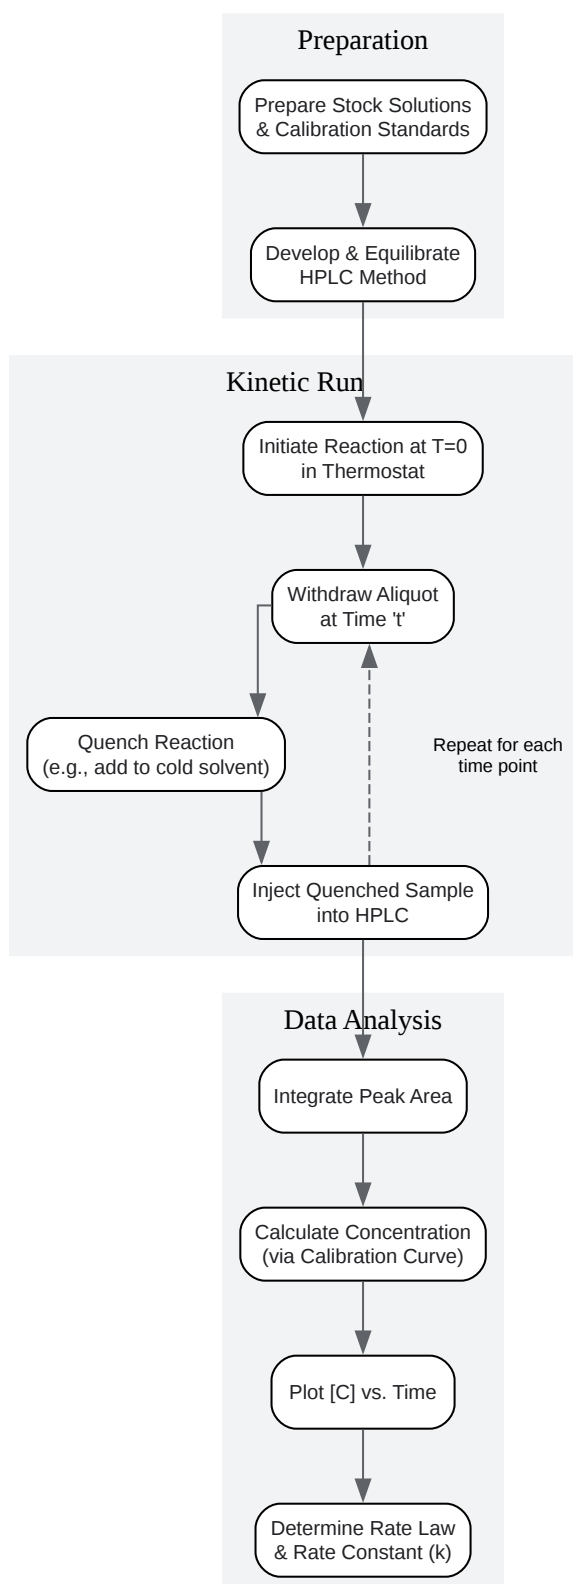 Preparation
Prepare Stock Solutions
& Calibration Standards
Develop & Equilibrate
HPLC Method
Kinetic Run
Initiate Reaction at T=0
in Thermostat
Withdraw Aliquot
at Time 't'
Quench Reaction
(e.g., add to cold solvent)
Repeat for each
time point
Inject Quenched Sample
into HPLC
Data Analysis
Integrate Peak Area
Calculate Concentration
(via Calibration Curve)
Plot [C] vs. Time
Determine Rate Law
& Rate Constant (k)